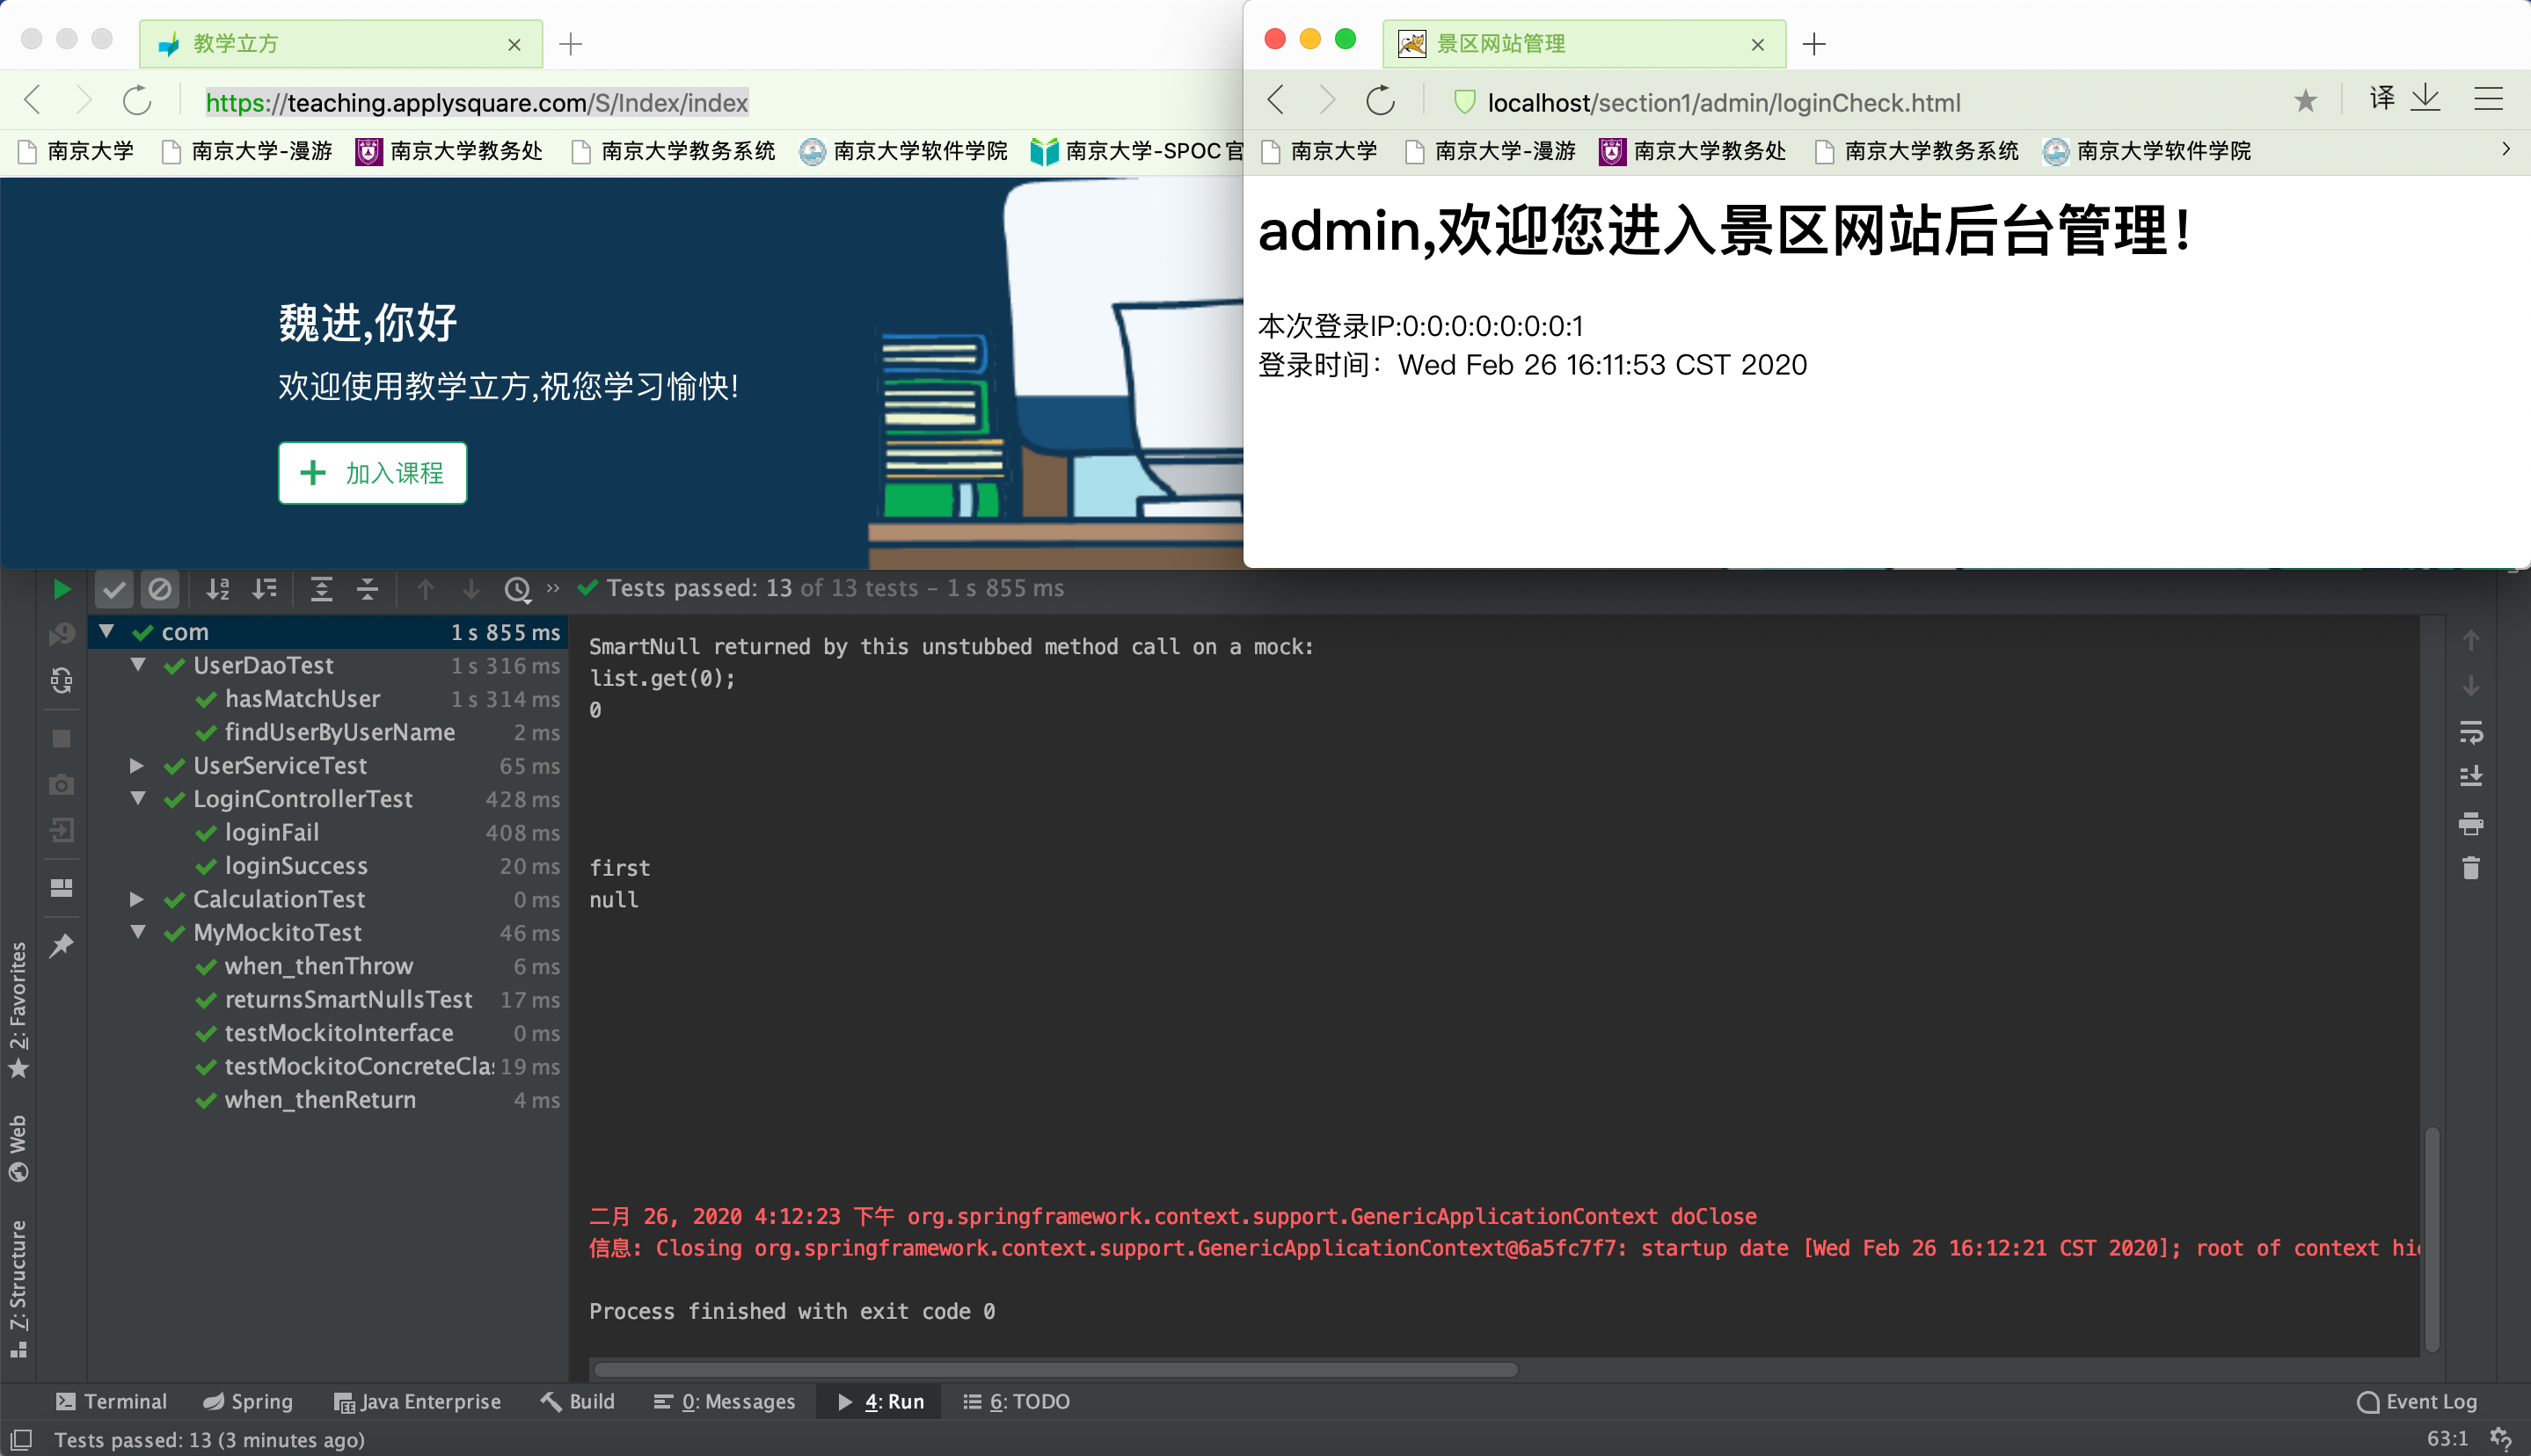 教学立方
https://teaching.applysquare.com/S/Index/index
南京大学 南京大学-漫游 南京大学教务处 南京大学教务系统 南京大学软件学院 南京大学-SPOC官
魏进,你好
欢迎使用教学立方,祝您学习愉快!
加入课程
景区网站管理
localhost/section1/admin/loginCheck.html 译
南京大学 南京大学-漫游 南京大学教务处 南京大学教务系统 南京大学软件学院
admin,欢迎您进入景区网站后台管理！
本次登录IP:0:0:0:0:0:0:0:1
登录时间：Wed Feb 26 16:11:53 CST 2020
Tests passed: 13 of 13 tests – 1 s 855 ms
com 1 s 855 ms
UserDaoTest 1 s 316 ms
hasMatchUser 1 s 314 ms
findUserByUserName 2 ms
UserServiceTest 65 ms
LoginControllerTest 428 ms
loginFail 408 ms
loginSuccess 20 ms
CalculationTest 0 ms
MyMockitoTest 46 ms
when_thenThrow 6 ms
returnsSmartNullsTest 17 ms
testMockitoInterface 0 ms
testMockitoConcreteClas 19 ms
when_thenReturn 4 ms
SmartNull returned by this unstubbed method call on a mock:
list.get(0);
0
first
null
二月 26, 2020 4:12:23 下午 org.springframework.context.support.GenericApplicationContext doClose
信息: Closing org.springframework.context.support.GenericApplicationContext@6a5fc7f7: startup date [Wed Feb 26 16:12:21 CST 2020]; root of context hie
Process finished with exit code 0
2: Favorites
Web
7: Structure
Terminal Spring Java Enterprise Build 0: Messages 4: Run 6: TODO Event Log
Tests passed: 13 (3 minutes ago) 63:1